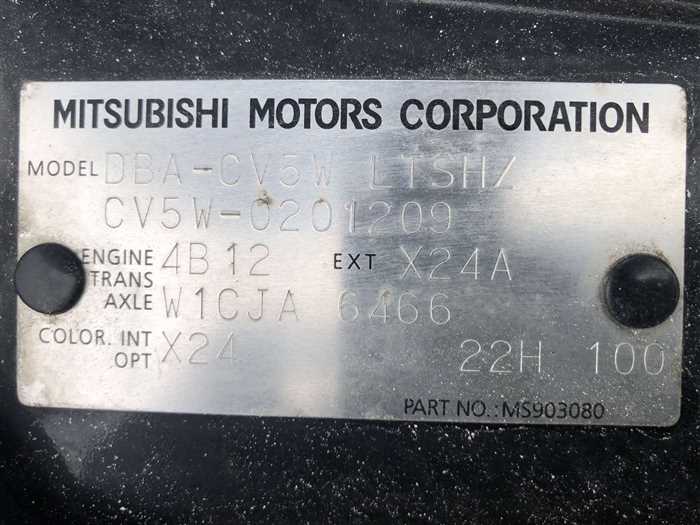 MITSUBISHI MOTORS CORPORATION
MODEL DBA-CV5W LTSHZ
CV5W-0201209
ENGINE 4B12 EXT X24A
TRANS
AXLE W1CJA 6466
COLOR. INT X24
OPT 22H 100
PART NO.: MS903080